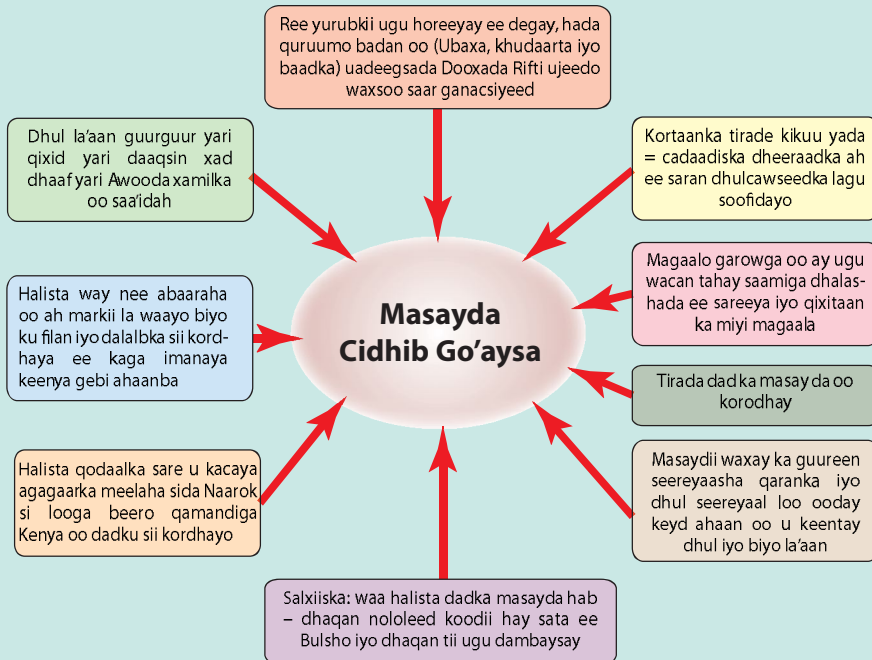 Ree yurubkii ugu horeeyay ee degay, hada
quruumo badan oo (Ubaxa, khudaarta iyo
baadka) uadeegsada Dooxada Rifti ujeedo
waxsoo saar ganacsiyeed
Dhul la'aan guurguur yari
qixid yari daaqsin xad
dhaaf yari Awooda xamilka
oo saa'idah
Kortaanka tirade kikuu yada
= cadaadiska dheeraadka ah
ee saran dhulcawseedka lagu
soofidayo
Magaalo garowga oo ay ugu
wacan tahay saamiga dhalas-
hada ee sareeya iyo qixitaan
ka miyi magaala
Halista way nee abaaraha
oo ah markii la waayo biyo
ku filan iyo dalalbka sii kord-
haya ee kaga imanaya
keenya gebi ahaanba
Masayda
Cidhib Go'aysa
Tirada dad ka masay da oo
korodhay
Halista qodaalka sare u kacaya
agagaarka meelaha sida Naarok
si looga beero qamandiga
Kenya oo dadku sii kordhayo
Masaydii waxay ka guureen
seereyaasha qaranka iyo
dhul seereyaal loo ooday
keyd ahaan oo u keentay
dhul iyo biyo la'aan
Salxiiska: waa halista dadka masayda hab
– dhaqan nololeed koodii hay sata ee
Bulsho iyo dhaqan tii ugu dambaysay